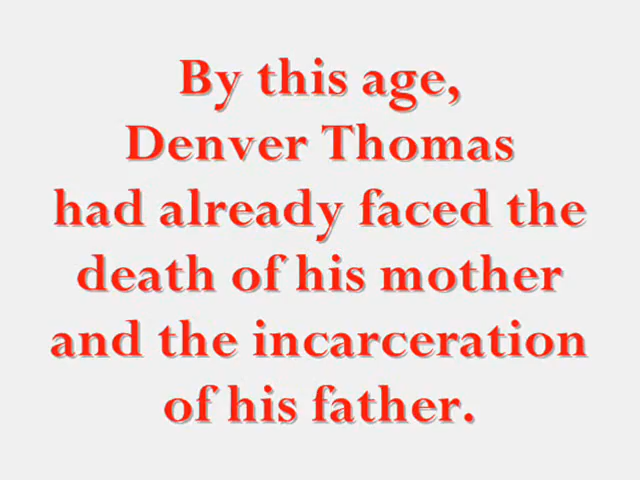 By this age,
Denver Thomas
had already faced the
death of his mother
and the incarceration
of his father.